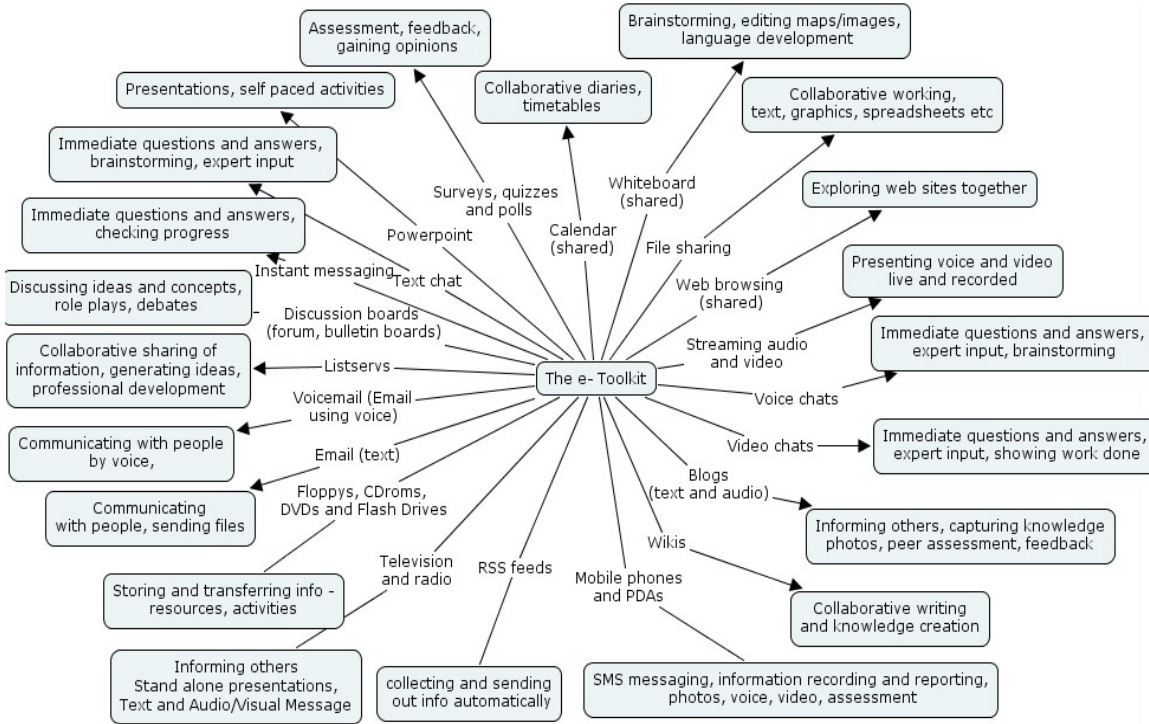 Assessment, feedback,
gaining opinions
Brainstorming, editing maps/images,
language development
Presentations, self paced activities
Collaborative diaries,
timetables
Collaborative working,
text, graphics, spreadsheets etc
Immediate questions and answers,
brainstorming, expert input
Surveys, quizzes
and polls
Whiteboard
(shared)
Exploring web sites together
Immediate questions and answers,
checking progress
Powerpoint
Calendar
(shared)
File sharing
Instant messaging
Text chat
Web browsing
(shared)
Presenting voice and video
live and recorded
Discussing ideas and concepts,
role plays, debates
Discussion boards
(forum, bulletin boards)
Streaming audio
and video
Immediate questions and answers,
expert input, brainstorming
Collaborative sharing of
information, generating ideas,
professional development
Listservs
The e- Toolkit
Voice chats
Voicemail (Email
using voice)
Communicating with people
by voice,
Email (text)
Video chats
Immediate questions and answers,
expert input, showing work done
Communicating
with people, sending files
Floppys, CDroms,
DVDs and Flash Drives
Blogs
(text and audio)
Informing others, capturing knowledge
photos, peer assessment, feedback
Television
and radio
RSS feeds
Wikis
Mobile phones
and PDAs
Storing and transferring info -
resources, activities
Collaborative writing
and knowledge creation
Informing others
Stand alone presentations,
Text and Audio/Visual Message
collecting and sending
out info automatically
SMS messaging, information recording and reporting,
photos, voice, video, assessment